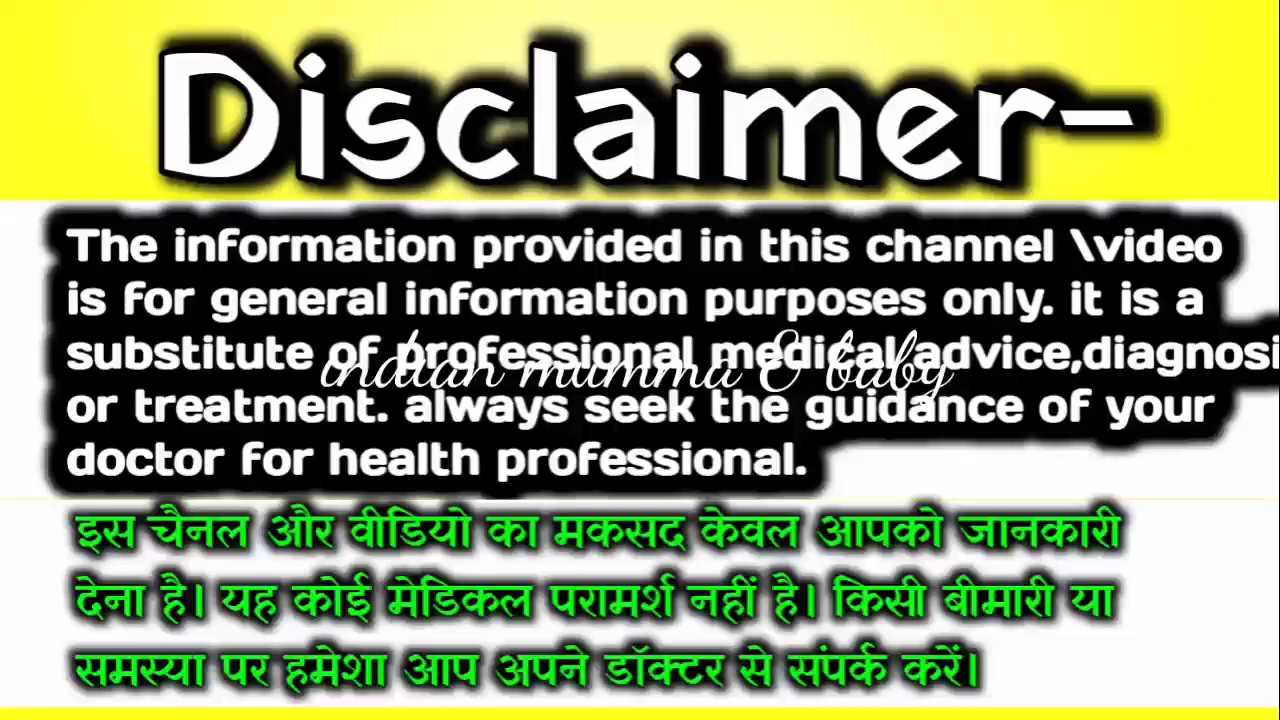 Disclaimer-
The information provided in this channel \video
is for general information purposes only. it is a
substitute of professional medical advice,diagnosi
or treatment. always seek the guidance of your
doctor for health professional.
indian mumma & baby
इस चैनल और वीडियो का मकसद केवल आपको जानकारी
देना है। यह कोई मेडिकल परामर्श नहीं है। किसी बीमारी या
समस्या पर हमेशा आप अपने डॉक्टर से संपर्क करें।